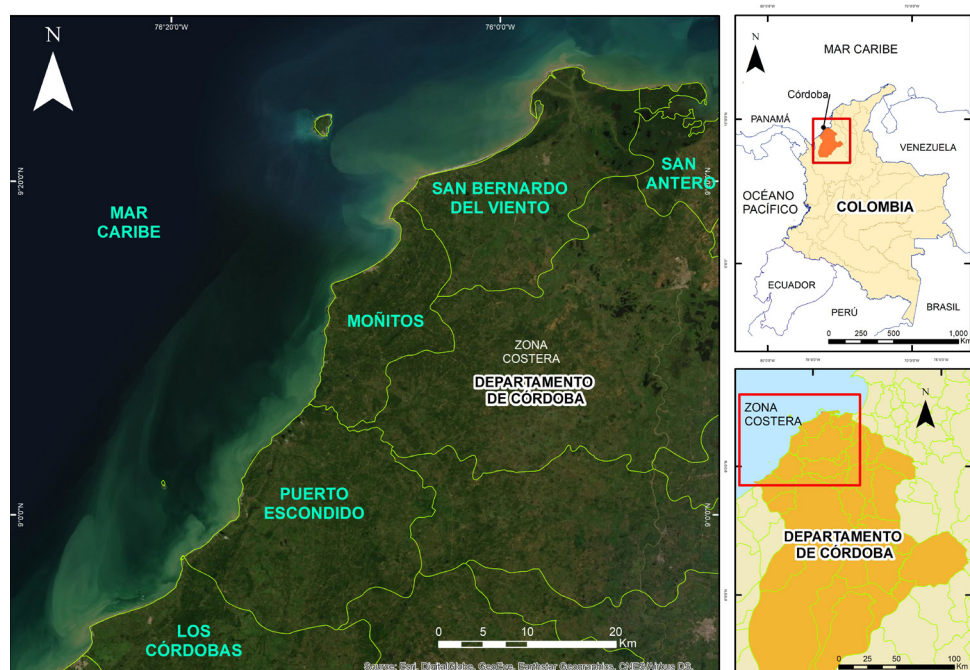 76°20'0"W
76°0'0"W
N
MAR
CARIBE
SAN BERNARDO
DEL VIENTO
SAN
ANTERO
9°20'0"N
MOÑITOS
ZONA
COSTERA
DEPARTAMENTO
DE CÓRDOBA
PUERTO
ESCONDIDO
9°0'0"N
LOS
CÓRDOBAS
0 5 10 20
Km
Source: Esri, DigitalGlobe, GeoEye, Earthstar Geographics, CNES/Airbus DS,
N
MAR CARIBE
Córdoba
PANAMÁ
VENEZUELA
OCÉANO
PACÍFICO
COLOMBIA
ECUADOR
PERÚ
BRASIL
0 250 500 1,000
Km
ZONA
COSTERA
N
DEPARTAMENTO
DE CÓRDOBA
0 25 50 100
Km